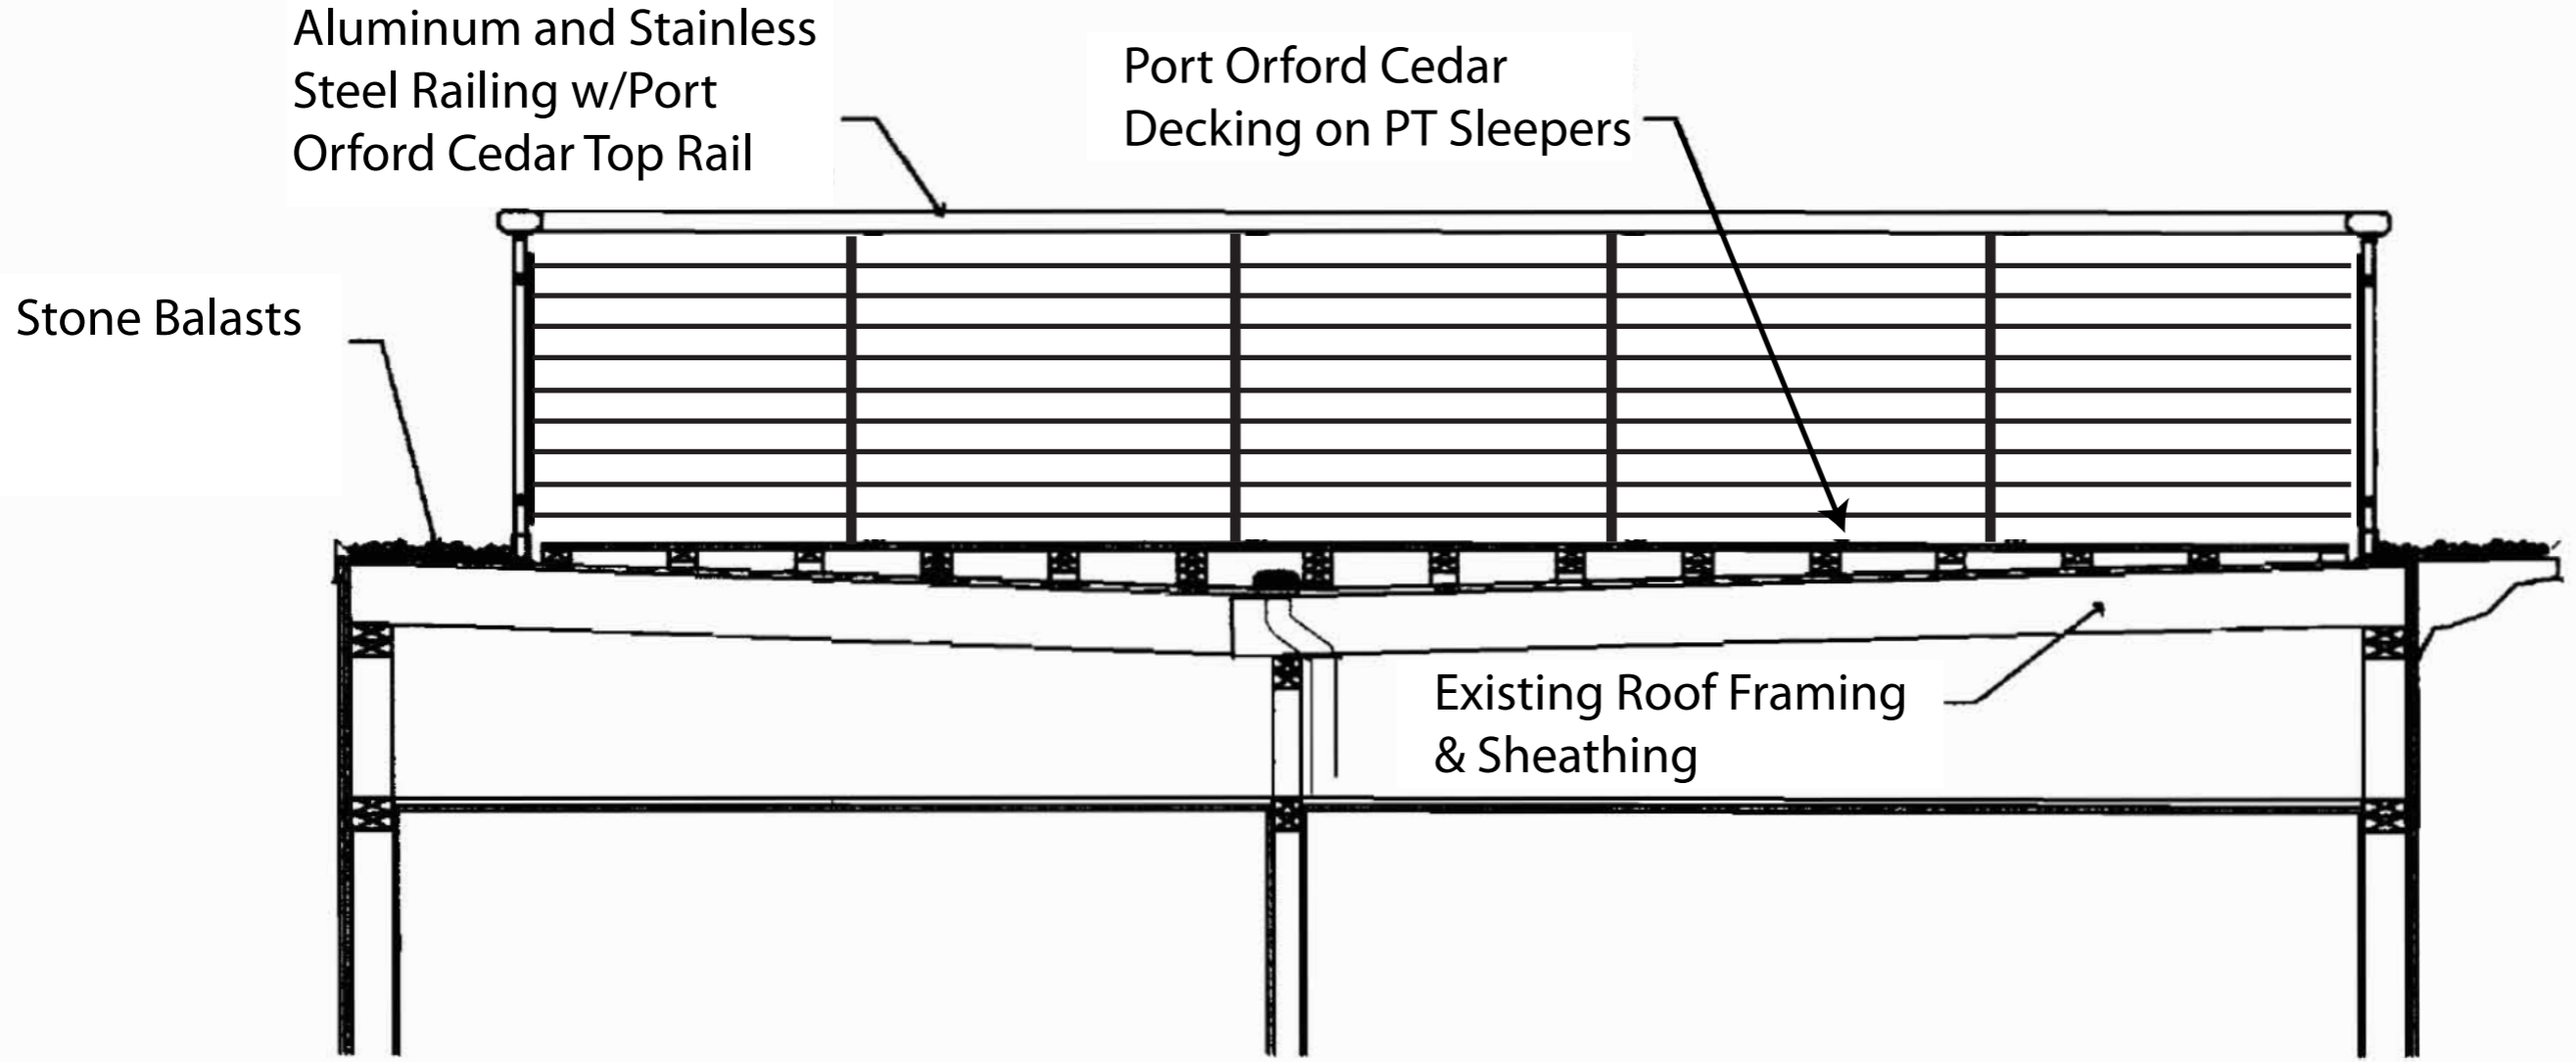 Aluminum and Stainless
Steel Railing w/Port
Orford Cedar Top Rail
Port Orford Cedar
Decking on PT Sleepers
Stone Balasts
Existing Roof Framing
& Sheathing